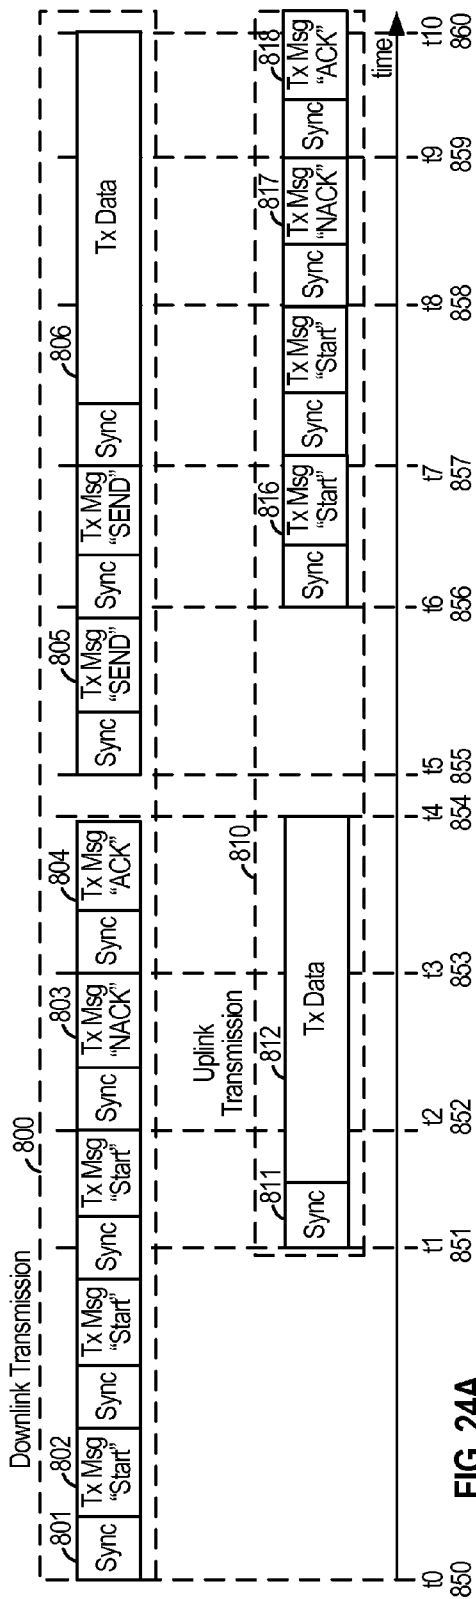 Downlink Transmission 800
801 802 803 804 805 806
Sync Tx Msg "Start" Sync Tx Msg "Start" Sync Tx Msg "Start" Sync Tx Msg "NACK" Sync Tx Msg "ACK" Sync Tx Msg "SEND" Sync Tx Msg "SEND" Sync Tx Data
Uplink Transmission 810
811 812 816 817 818
Sync Tx Data Sync Tx Msg "Start" Sync Tx Msg "Start" Sync Tx Msg "NACK" Sync Tx Msg "ACK"
time
t0 t1 t2 t3 t4 t5 t6 t7 t8 t9 t10
850 851 852 853 854 855 856 857 858 859 860
FIG. 24A